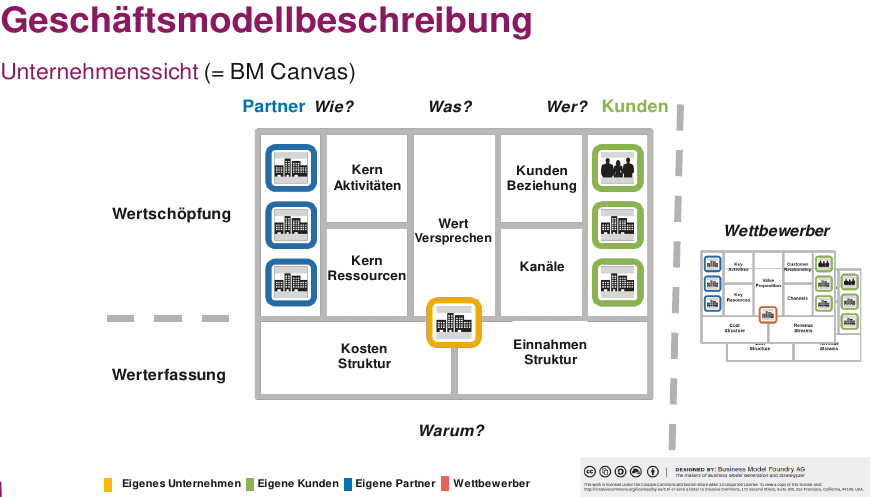 Geschäftsmodellbeschreibung
Unternehmenssicht (= BM Canvas)
Partner Wie? Was? Wer? Kunden
Kern
Aktivitäten
Kunden
Beziehung
Wertschöpfung
Wert
Versprechen
Kern
Ressourcen
Kanäle
Wettbewerber
Key
Activities
Customer
Relationship
Value
Proposition
Key
Resources
Channels
Cost
Structure
Revenue
Streams
Structure
Streams
Kosten
Struktur
Einnahmen
Struktur
Werterfassung
Warum?
Eigenes Unternehmen Eigene Kunden Eigene Partner Wettbewerber
DESIGNED BY: Business Model Foundry AG
The makers of Business Model Generation and Strategyzer